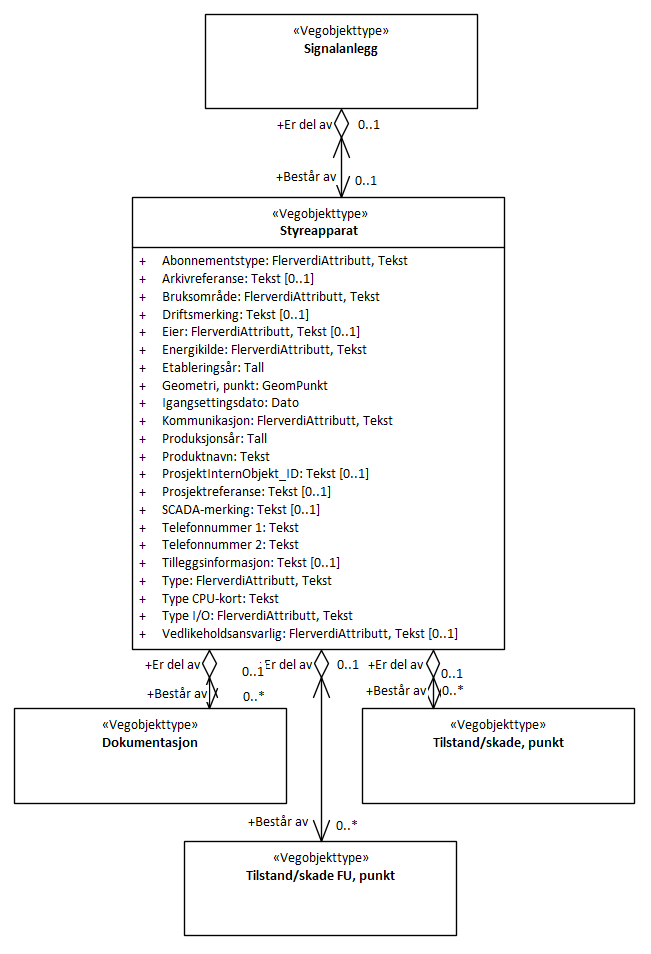 «Vegobjekttype»
Signalanlegg
+Er del av 0..1
+Består av 0..1
«Vegobjekttype»
Styreapparat
+ Abonnementstype: FlerverdiAttributt, Tekst
+ Arkivreferanse: Tekst [0..1]
+ Bruksområde: FlerverdiAttributt, Tekst
+ Driftsmerking: Tekst [0..1]
+ Eier: FlerverdiAttributt, Tekst [0..1]
+ Energikilde: FlerverdiAttributt, Tekst
+ Etableringsår: Tall
+ Geometri, punkt: GeomPunkt
+ Igangsettingsdato: Dato
+ Kommunikasjon: FlerverdiAttributt, Tekst
+ Produksjonsår: Tall
+ Produktnavn: Tekst
+ ProsjektInternObjekt_ID: Tekst [0..1]
+ Prosjektreferanse: Tekst [0..1]
+ SCADA-merking: Tekst [0..1]
+ Telefonnummer 1: Tekst
+ Telefonnummer 2: Tekst
+ Tilleggsinformasjon: Tekst [0..1]
+ Type: FlerverdiAttributt, Tekst
+ Type CPU-kort: Tekst
+ Type I/O: FlerverdiAttributt, Tekst
+ Vedlikeholdsansvarlig: FlerverdiAttributt, Tekst [0..1]
+Er del av 0..1 Er del av 0..1 +Er del av 0..1
+Består av 0..* +Består av 0..*
«Vegobjekttype»
Dokumentasjon
«Vegobjekttype»
Tilstand/skade, punkt
+Består av 0..*
«Vegobjekttype»
Tilstand/skade FU, punkt